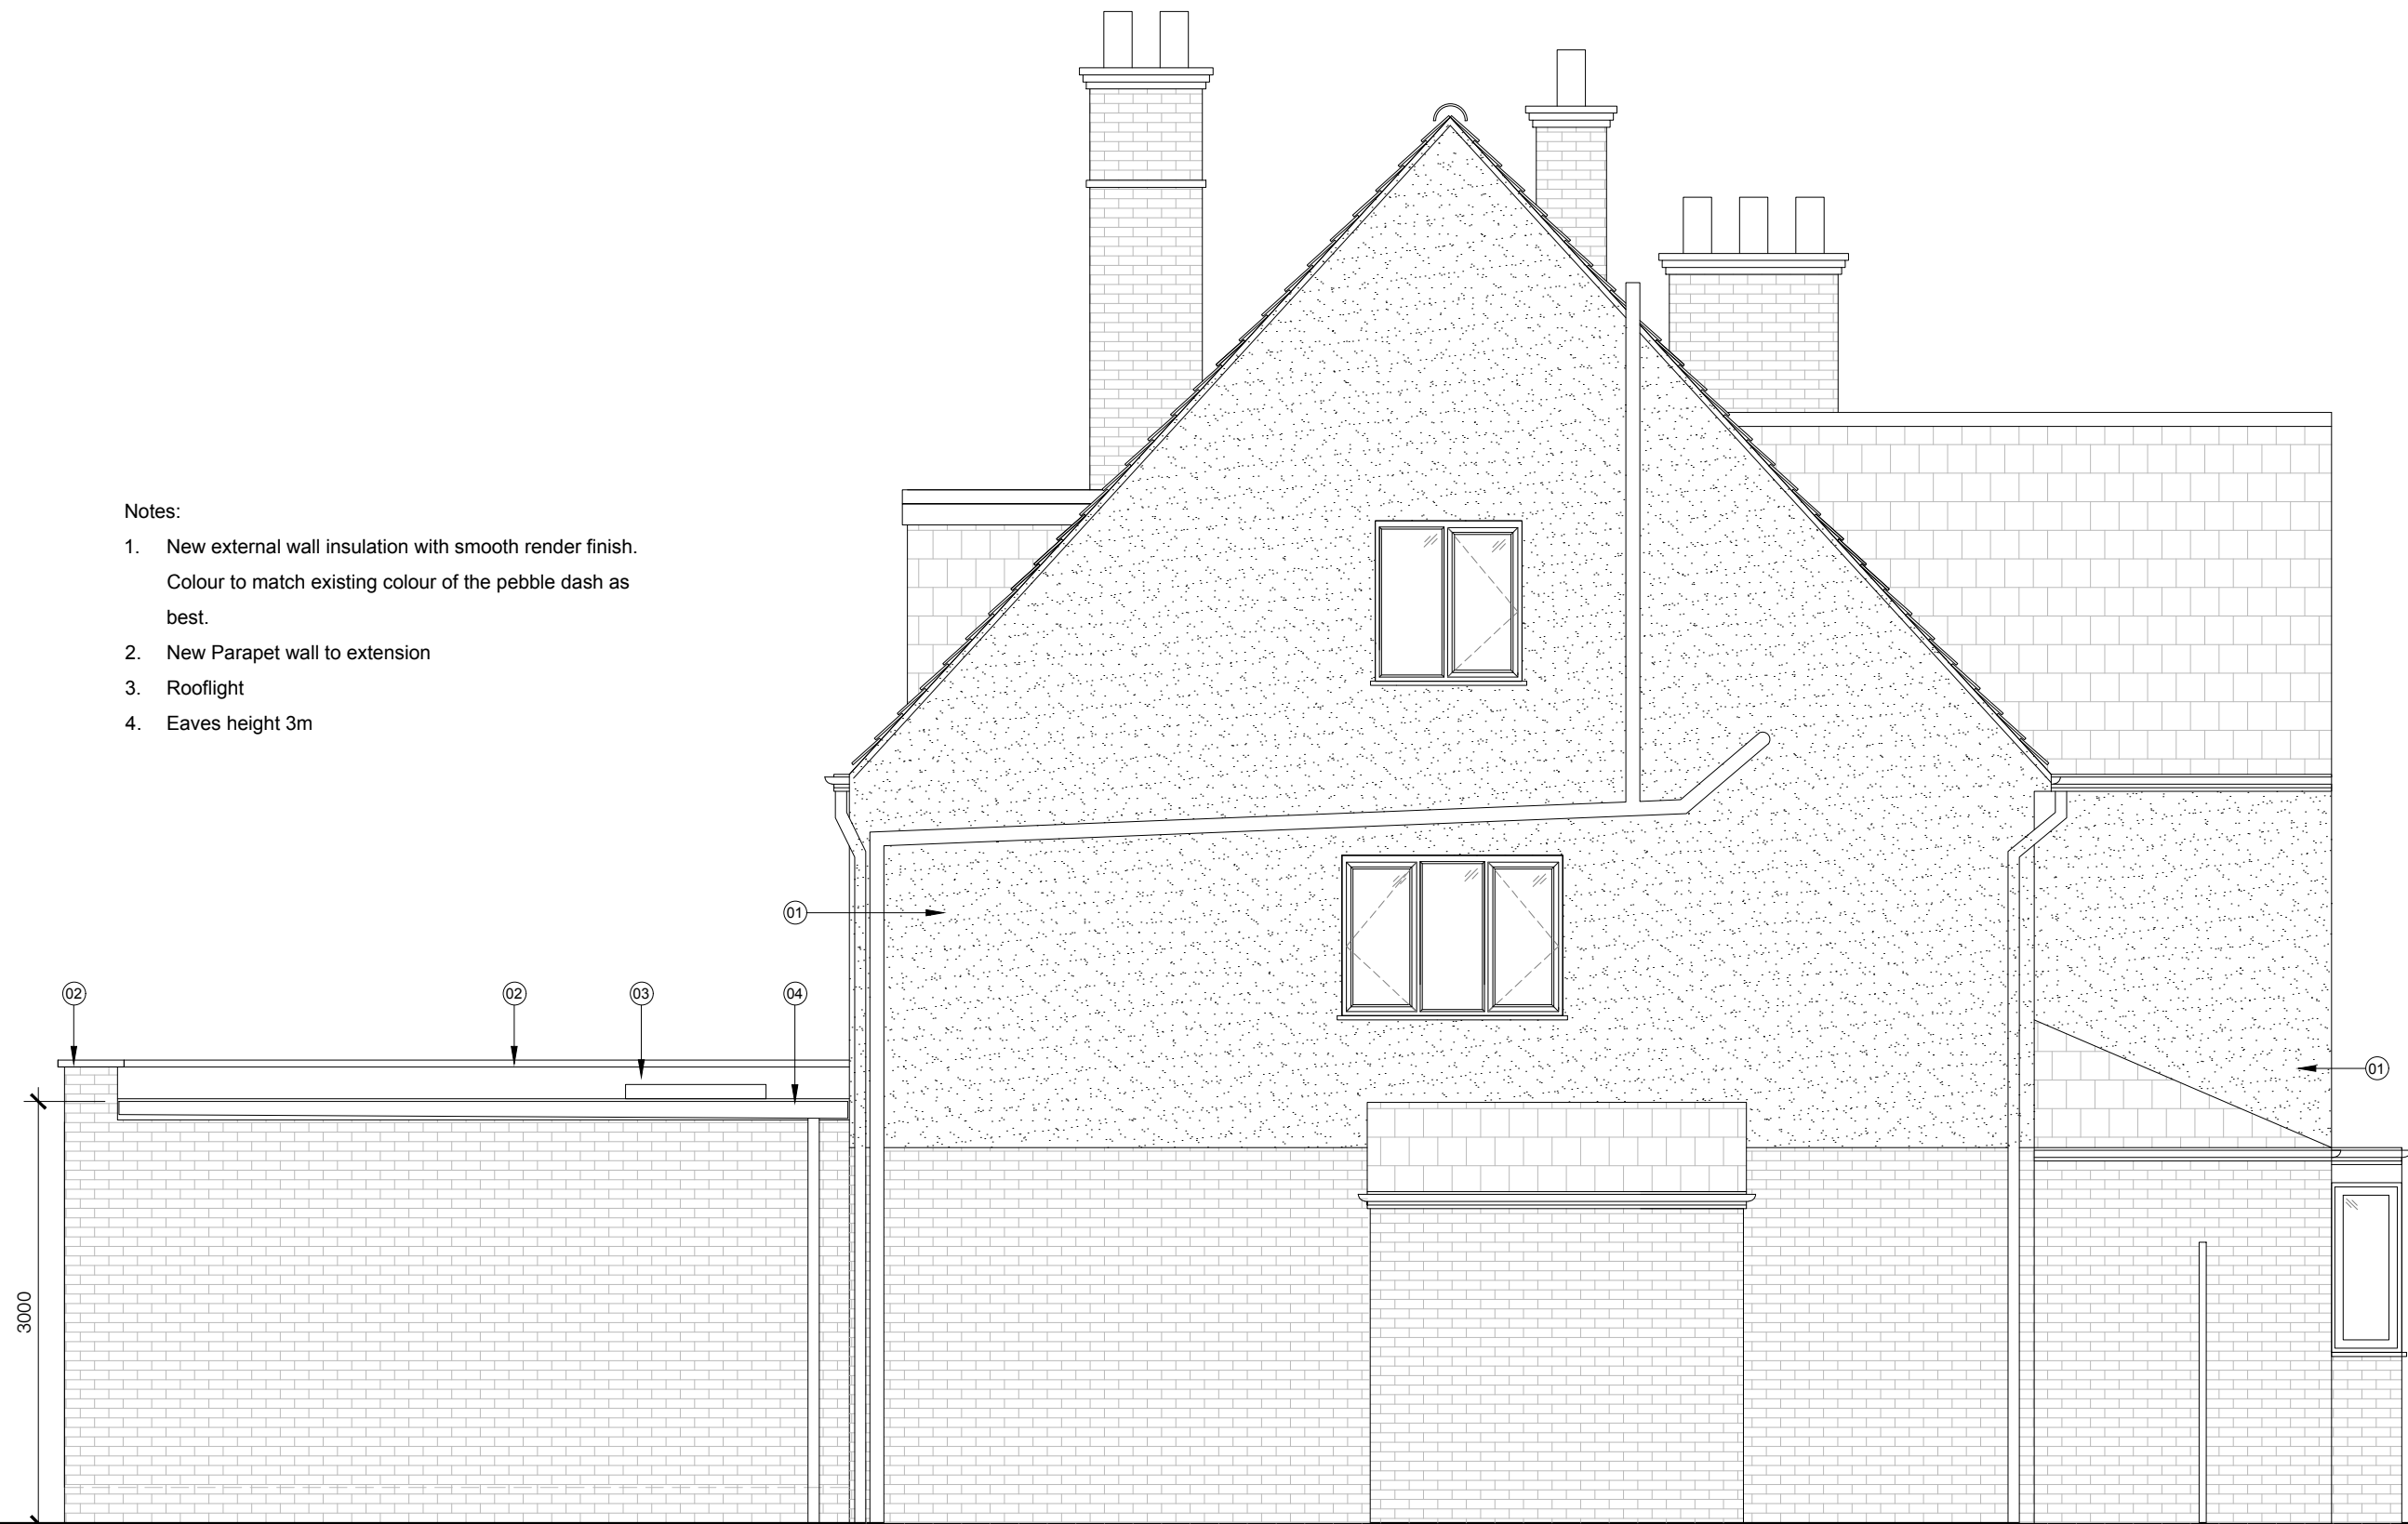 Notes:
1. New external wall insulation with smooth render finish.
Colour to match existing colour of the pebble dash as
best.
2. New Parapet wall to extension
3. Rooflight
4. Eaves height 3m
01
02
02
03
04
01
3000